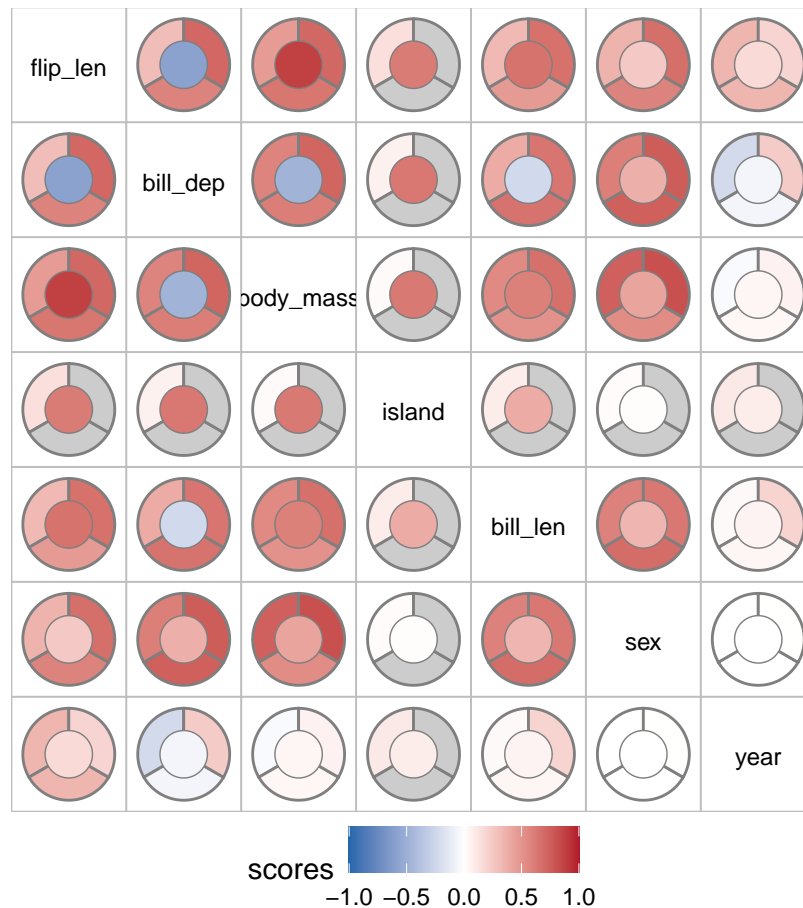 flip_len
bill_dep
body_mass
island
bill_len
sex
year
scores
−1.0 −0.5 0.0 0.5 1.0